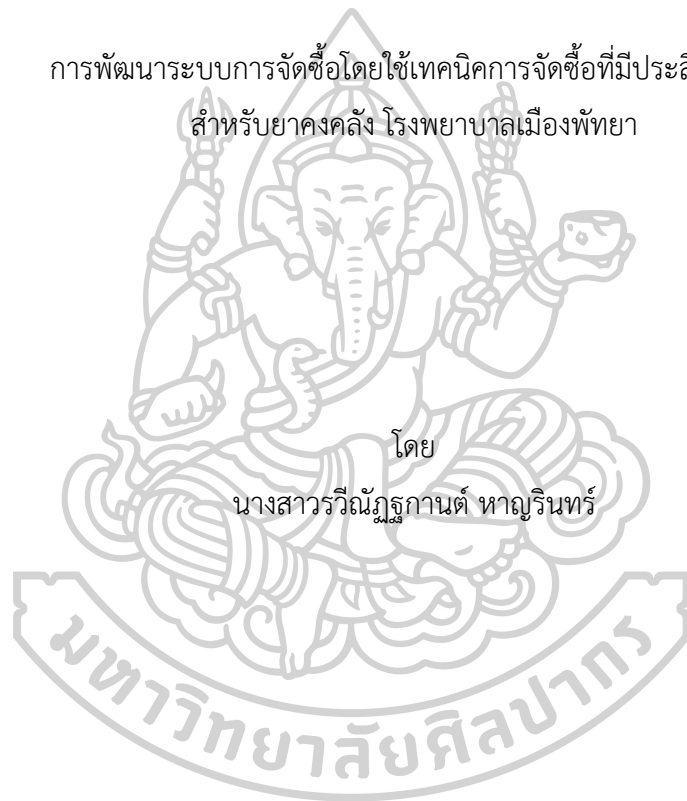 การพัฒนาระบบการจัดซื้อโดยใช้เทคนิคการจัดซื้อที่มี
สำหรับยาคงคลัง โรงพยาบาลเมืองพัทยา
โดย
นางสาวรวีณัฏฐกานต์ หาญรินทร์
มหาวิทยาลัยศิลปากร